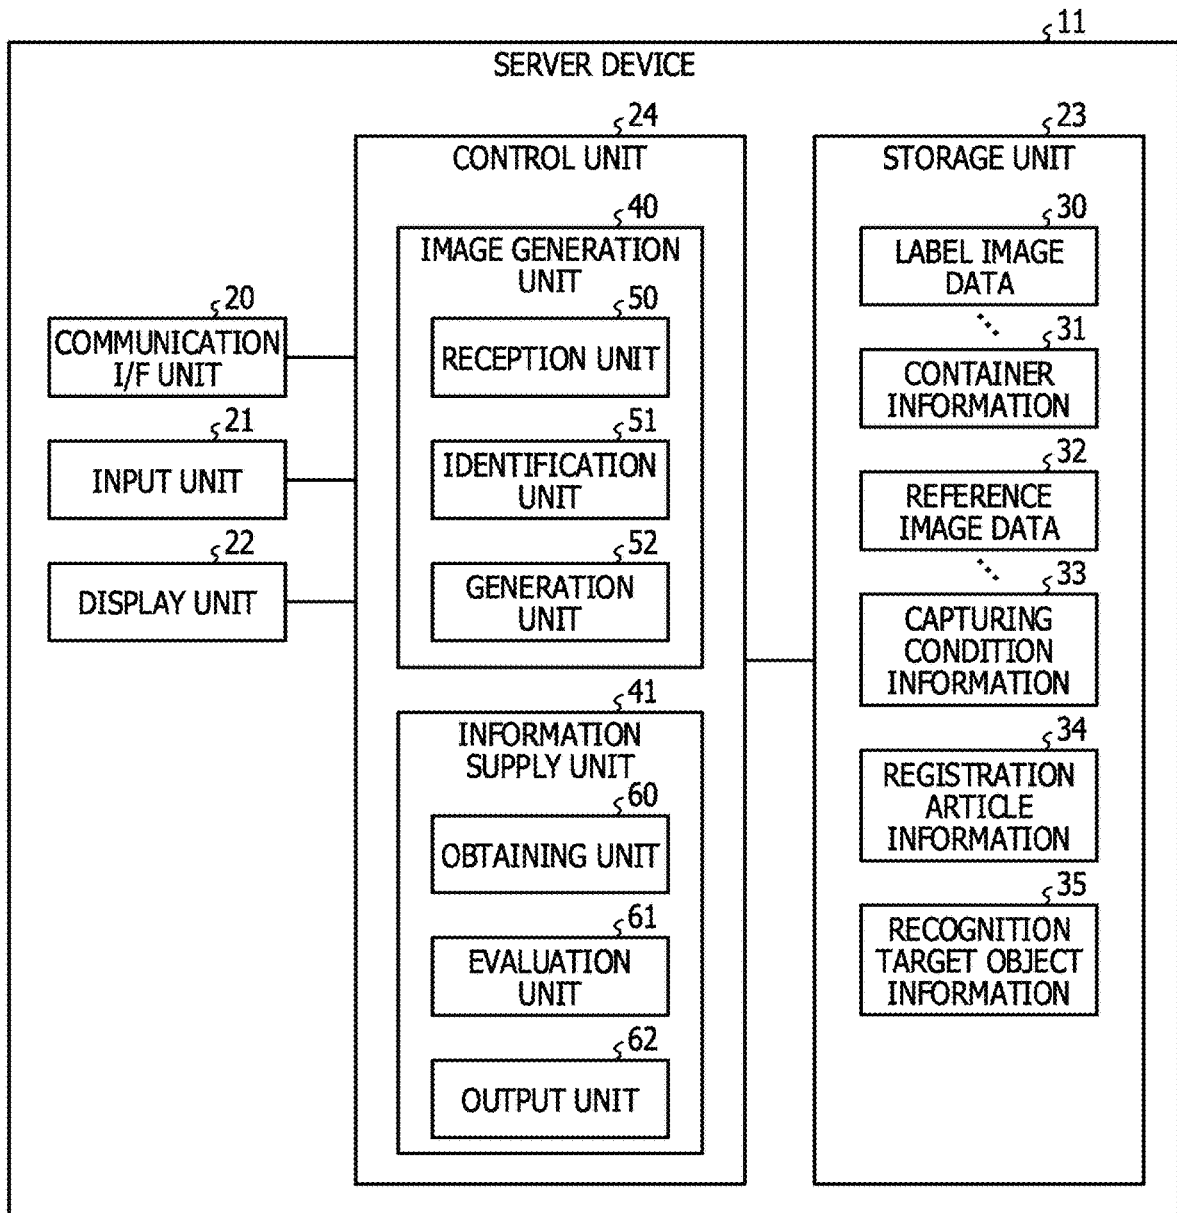 11
SERVER DEVICE
24
CONTROL UNIT
40
IMAGE GENERATION
UNIT
50
RECEPTION UNIT
51
IDENTIFICATION
UNIT
52
GENERATION
UNIT
41
INFORMATION
SUPPLY UNIT
60
OBTAINING UNIT
61
EVALUATION
UNIT
62
OUTPUT UNIT
20
COMMUNICATION
I/F UNIT
21
INPUT UNIT
22
DISPLAY UNIT
23
STORAGE UNIT
30
LABEL IMAGE
DATA
31
CONTAINER
INFORMATION
32
REFERENCE
IMAGE DATA
33
CAPTURING
CONDITION
INFORMATION
34
REGISTRATION
ARTICLE
INFORMATION
35
RECOGNITION
TARGET OBJECT
INFORMATION